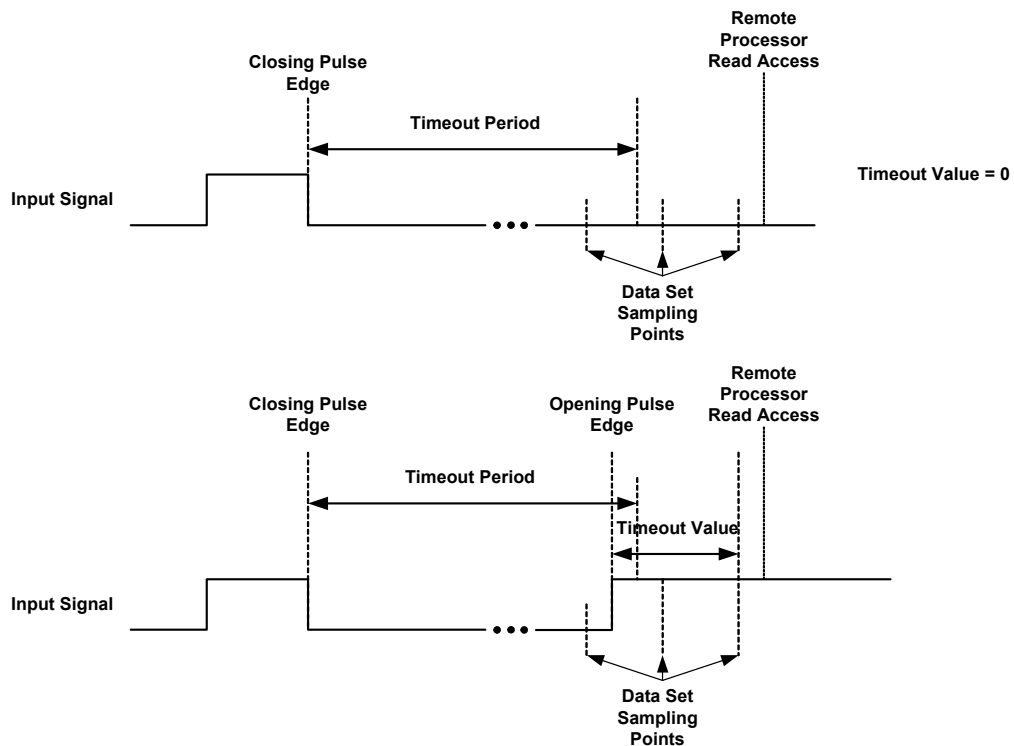 Remote
Processor
Read Access
Closing Pulse
Edge
Timeout Period
Timeout Value = 0
Input Signal
Data Set
Sampling
Points
Remote
Processor
Read Access
Closing Pulse
Edge
Opening Pulse
Edge
Timeout Period
Timeout Value
Input Signal
Data Set
Sampling
Points